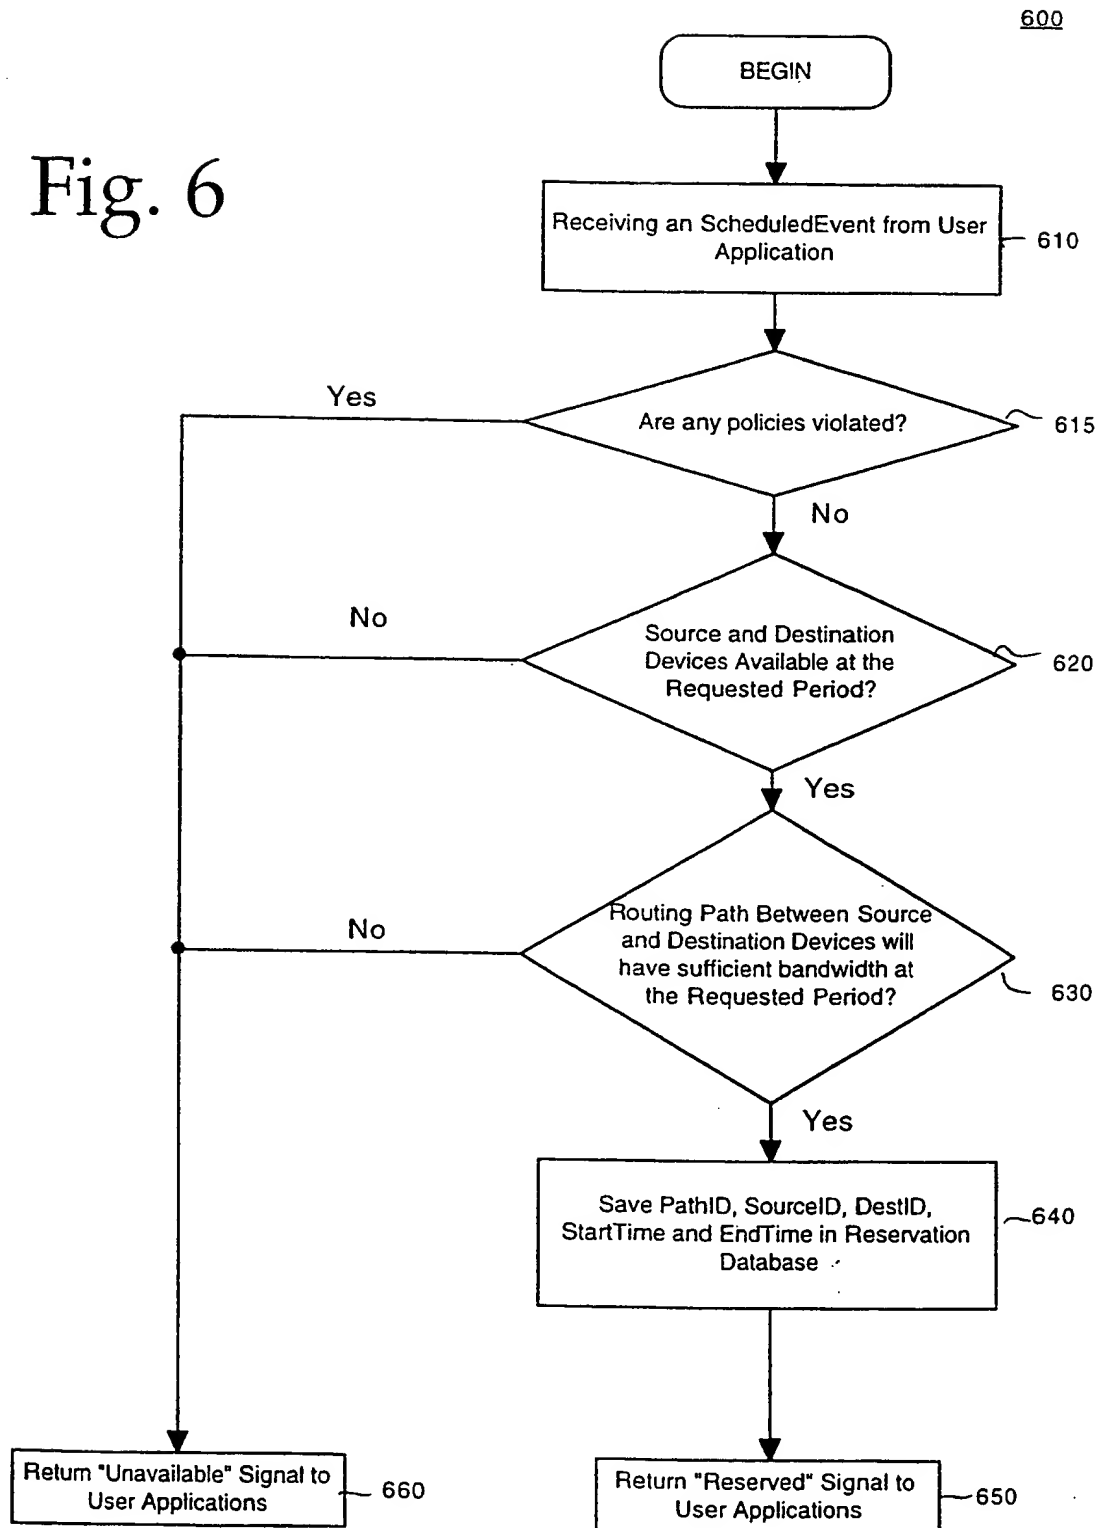 600
BEGIN
Fig. 6
Receiving an ScheduledEvent from User
Application
610
Yes
Are any policies violated?
615
No
No
Source and Destination
Devices Available at the
Requested Period?
620
Yes
No
Routing Path Between Source
and Destination Devices will
have sufficient bandwidth at
the Requested Period?
630
Yes
Save PathID, SourceID, DestID,
StartTime and EndTime in Reservation
Database
640
Return "Unavailable" Signal to
User Applications
660
Return "Reserved" Signal to
User Applications
650